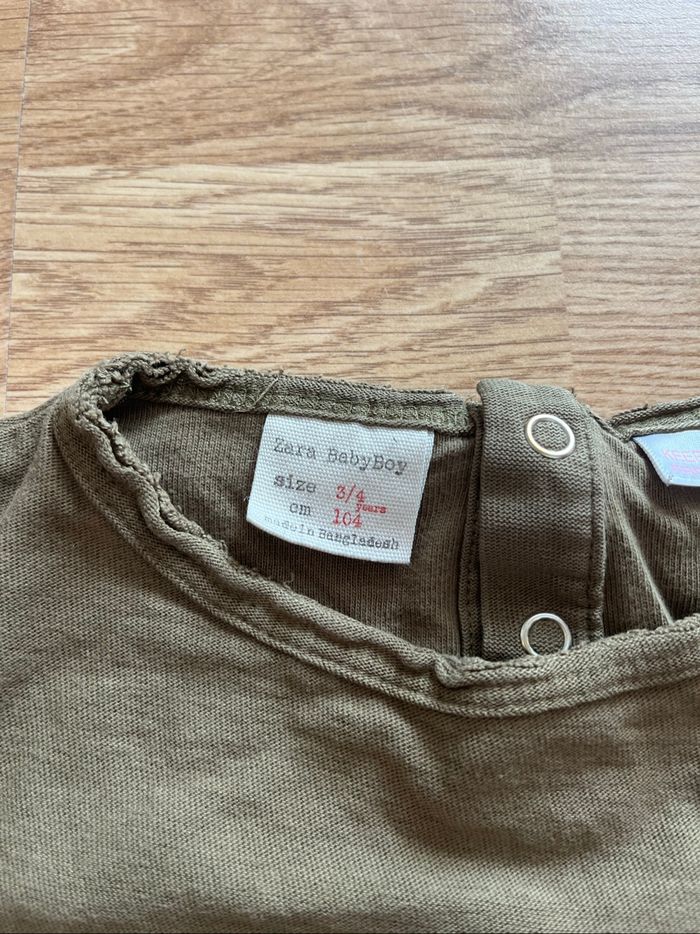 Zara BabyBoy
size 3/4
years
cm 104
made in Bangladesh